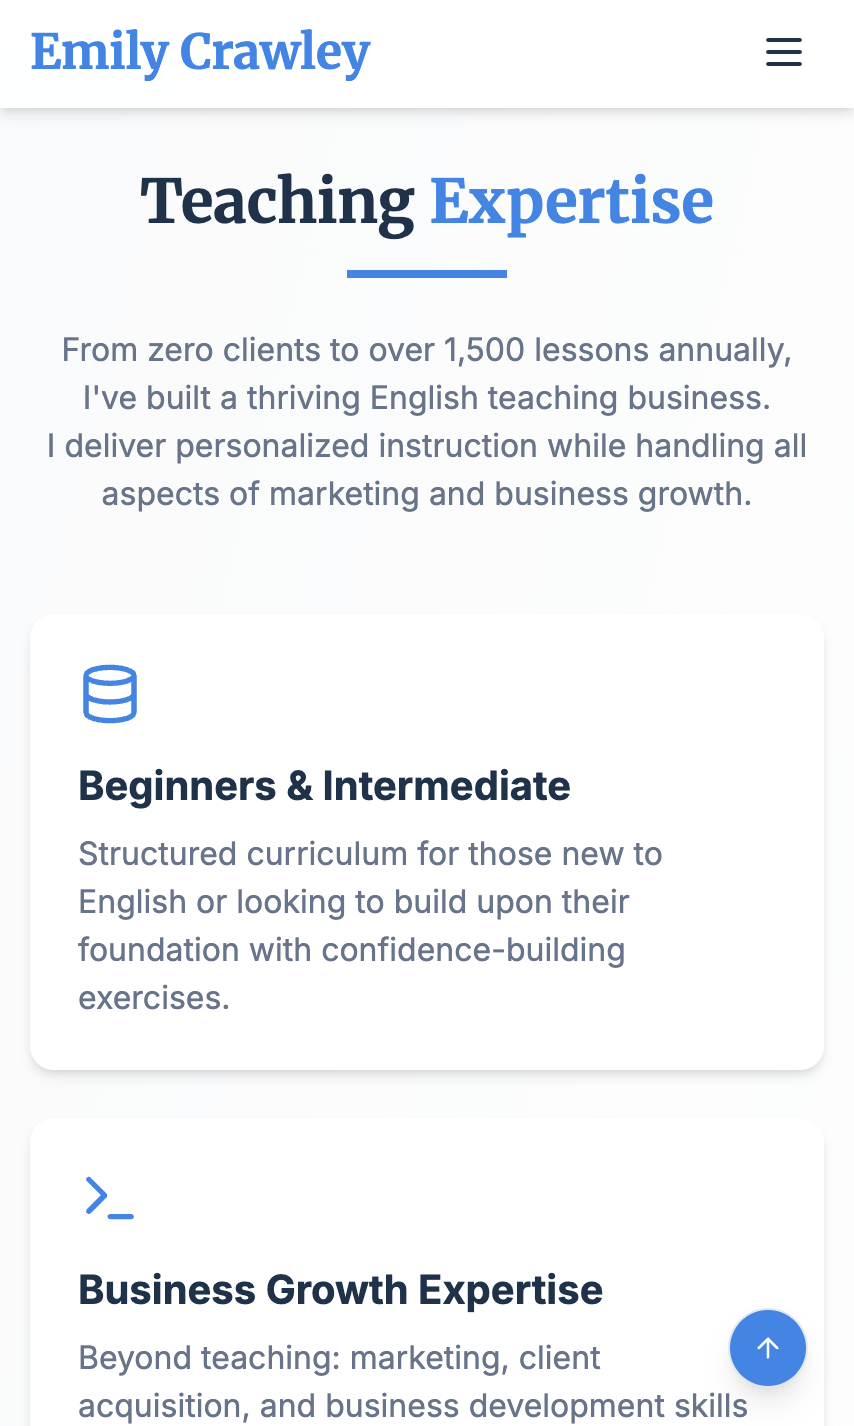 Emily Crawley
Teaching Expertise
From zero clients to over 1,500 lessons annually,
I've built a thriving English teaching business.
I deliver personalized instruction while handling all
aspects of marketing and business growth.
Beginners & Intermediate
Structured curriculum for those new to
English or looking to build upon their
foundation with confidence-building
exercises.
Business Growth Expertise
Beyond teaching: marketing, client
acquisition, and business development skills